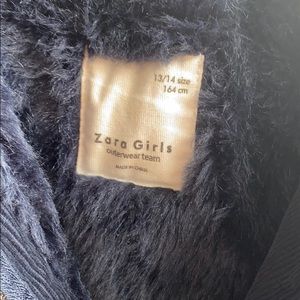 13/14 size
164 cm
Zara Girls
outerwear team
MADE IN CHINA